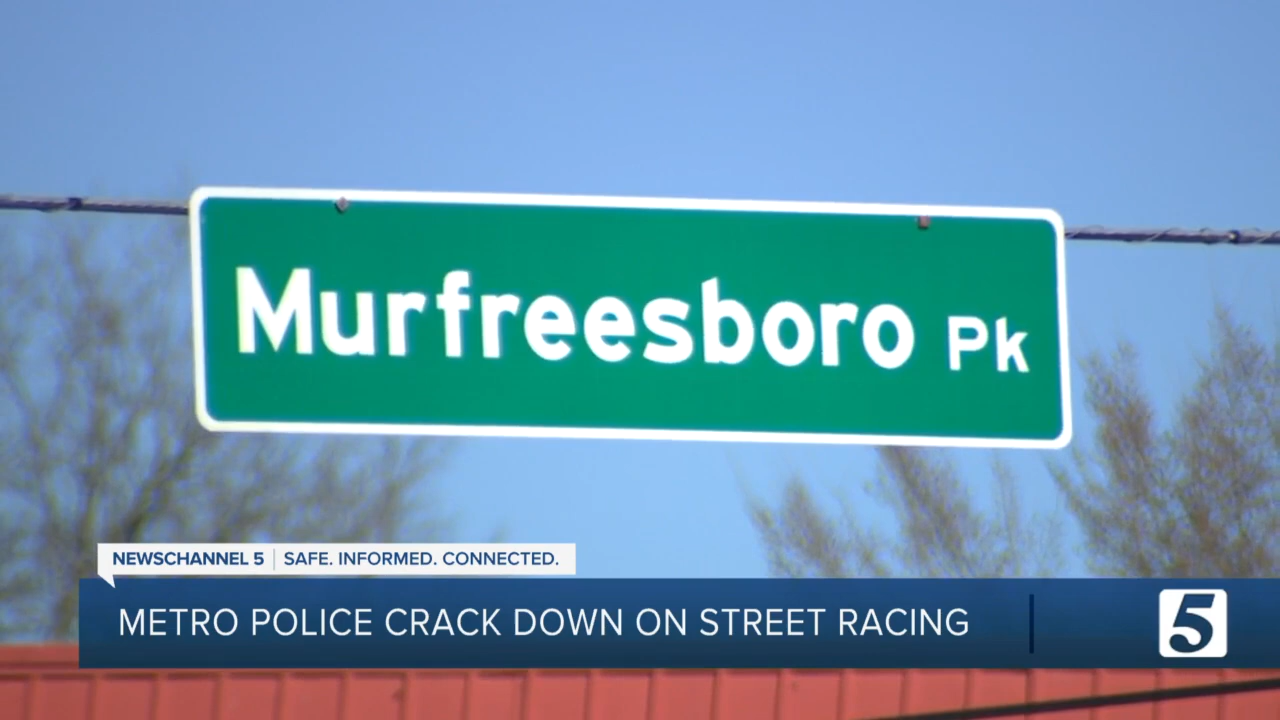 Murfreesboro Pk
NEWSCHANNEL 5 | SAFE. INFORMED. CONNECTED.
METRO POLICE CRACK DOWN ON STREET RACING
5